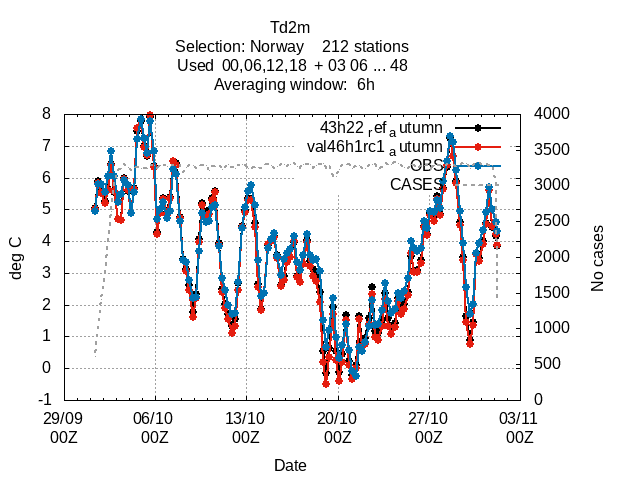 Td2m
Selection: Norway    212 stations
Used  00,06,12,18  + 03 06 ... 48
Averaging window:  6h
8
7
6
5
4
3
2
1
0
-1
deg C
4000
3500
3000
2500
2000
1500
1000
500
0
No cases
43h22 ref a utumn
val46h1rc1 a utumn
OBS
CASES
29/09 06/10 13/10 20/10 27/10 03/11
00Z 00Z 00Z 00Z 00Z 00Z
Date